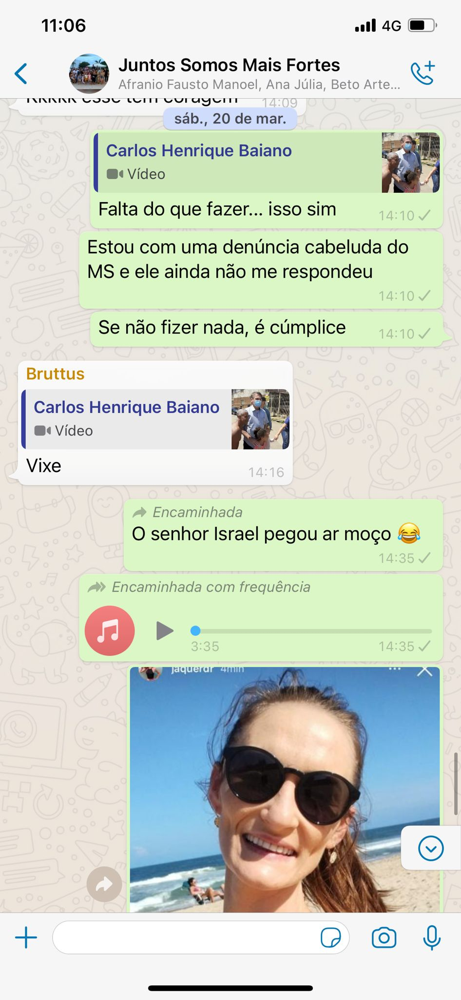 11:06
4G
Juntos Somos Mais Fortes
Afranio Fausto Manoel, Ana Júlia, Beto Arte...
Kkkkk esse tem coragem
14:09
sáb., 20 de mar.
Carlos Henrique Baiano
Vídeo
Falta do que fazer... isso sim
14:10
Estou com uma denúncia cabeluda do
MS e ele ainda não me respondeu
14:10
Se não fizer nada, é cúmplice
14:10
Bruttus
Carlos Henrique Baiano
Vídeo
Vixe
14:16
Encaminhada
O senhor Israel pegou ar moço 😂
14:35
Encaminhada com frequência
3:35
14:35
jaquerdr 4min